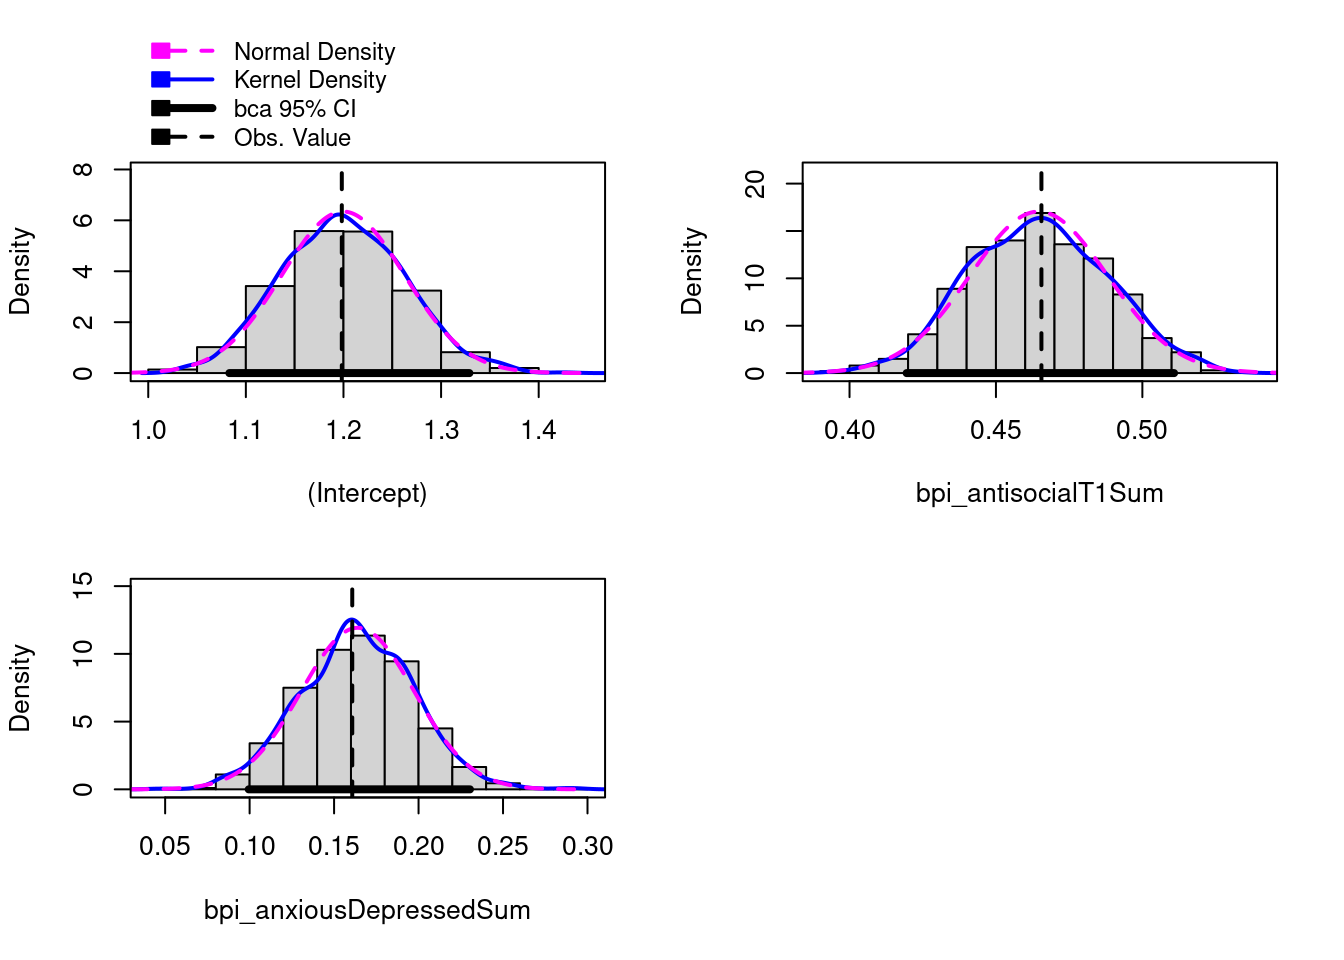 Normal Density
Kernel Density
bca 95% CI
Obs. Value
Density
0 2 4 6 8
1.0 1.1 1.2 1.3 1.4
(Intercept)
Density
0 5 10 20
0.40 0.45 0.50
bpi_antisocialT1Sum
Density
0 5 10 15
0.05 0.10 0.15 0.20 0.25 0.30
bpi_anxiousDepressedSum